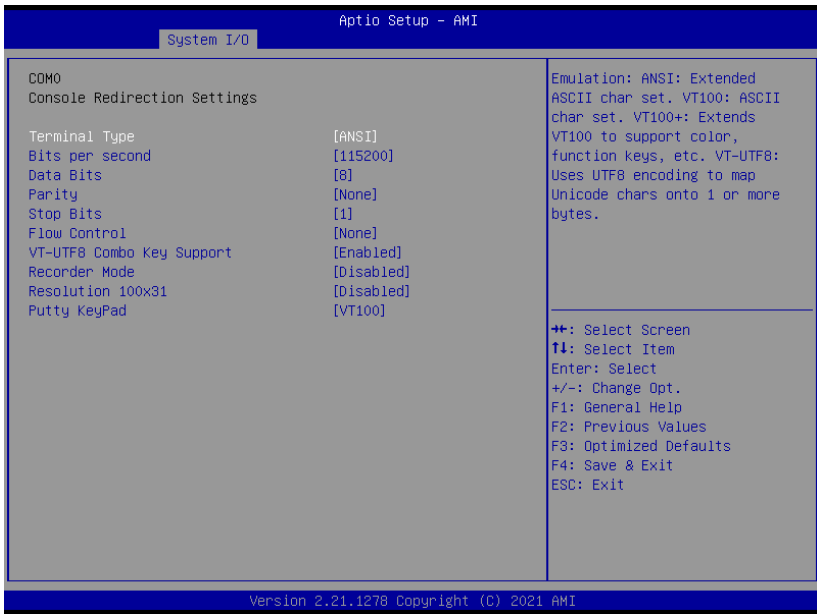 Aptio Setup - AMI
System I/O
COM0
Console Redirection Settings
Terminal Type [ANSI]
Bits per second [115200]
Data Bits [8]
Parity [None]
Stop Bits [1]
Flow Control [None]
VT-UTF8 Combo Key Support [Enabled]
Recorder Mode [Disabled]
Resolution 100x31 [Disabled]
Putty KeyPad [VT100]
Emulation: ANSI: Extended
ASCII char set. VT100: ASCII
char set. VT100+: Extends
VT100 to support color,
function keys, etc. VT-UTF8:
Uses UTF8 encoding to map
Unicode chars onto 1 or more
bytes.
→←: Select Screen
↑↓: Select Item
Enter: Select
+/-: Change Opt.
F1: General Help
F2: Previous Values
F3: Optimized Defaults
F4: Save & Exit
ESC: Exit
Version 2.21.1278 Copyright (C) 2021 AMI